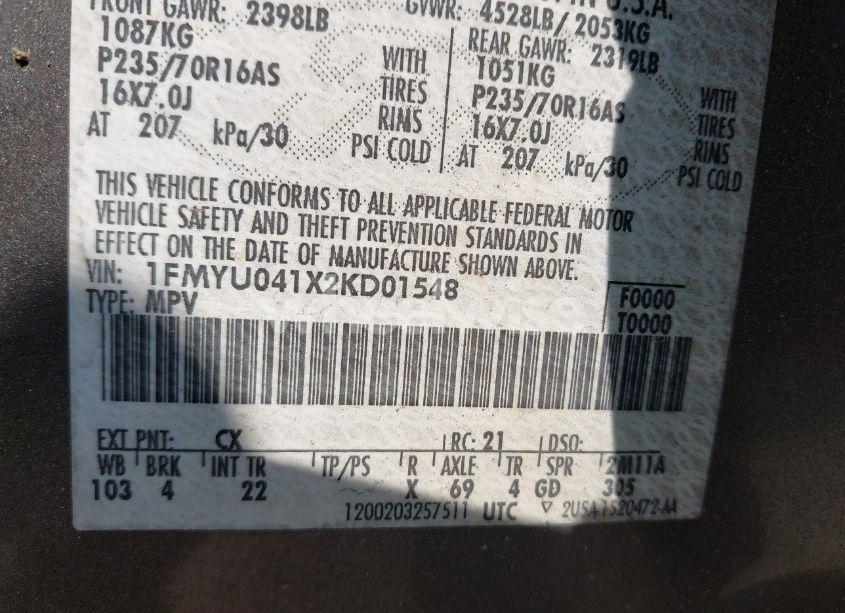 FRONT GAWR: 2398LB
1087KG
P235/70R16AS
16X7.0J
AT 207 kPa/30
WITH
TIRES
RIMS
PSI COLD
IN U.S.A.
GVWR: 4528LB/ 2053KG
REAR GAWR: 2319LB
1051KG
P235/70R16AS
16X7.0J
AT 207 kPa/30
WITH
TIRES
RIMS
PSI COLD
THIS VEHICLE CONFORMS TO ALL APPLICABLE FEDERAL MOTOR
VEHICLE SAFETY AND THEFT PREVENTION STANDARDS IN
EFFECT ON THE DATE OF MANUFACTURE SHOWN ABOVE.
VIN: 1FMYU041X2KD01548
TYPE: MPV
F0000
T0000
EXT PNT: CX RC: 21 DSO:
WB BRK INT TR TP/PS R AXLE TR SPR 2M11A
103 4 22 X 69 4 GD 305
1200203257511 UTC ▽ 2U5A-1520472-AA